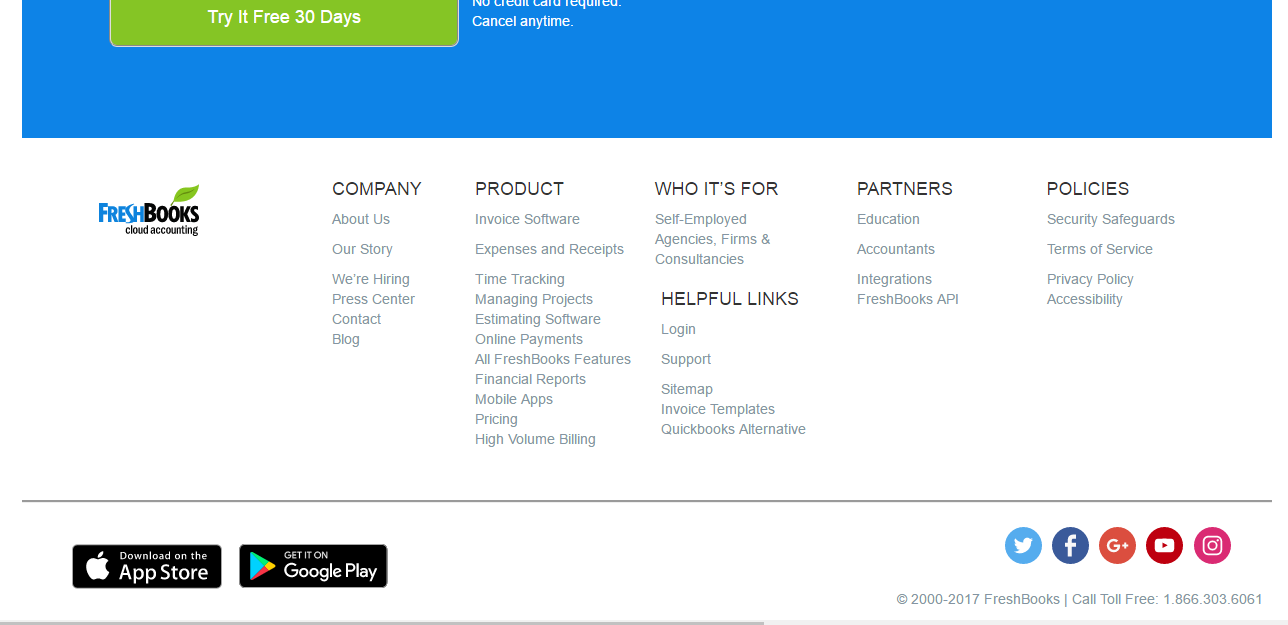 No credit card required.
Try It Free 30 Days
Cancel anytime.
FRESHBOOKS
cloud accounting
COMPANY
About Us
Our Story
We're Hiring
Press Center
Contact
Blog
PRODUCT
Invoice Software
Expenses and Receipts
Time Tracking
Managing Projects
Estimating Software
Online Payments
All FreshBooks Features
Financial Reports
Mobile Apps
Pricing
High Volume Billing
WHO IT'S FOR
Self-Employed
Agencies, Firms &
Consultancies
HELPFUL LINKS
Login
Support
Sitemap
Invoice Templates
Quickbooks Alternative
PARTNERS
Education
Accountants
Integrations
FreshBooks API
POLICIES
Security Safeguards
Terms of Service
Privacy Policy
Accessibility
Download on the
App Store
GET IT ON
Google Play
G+
© 2000-2017 FreshBooks | Call Toll Free: 1.866.303.6061